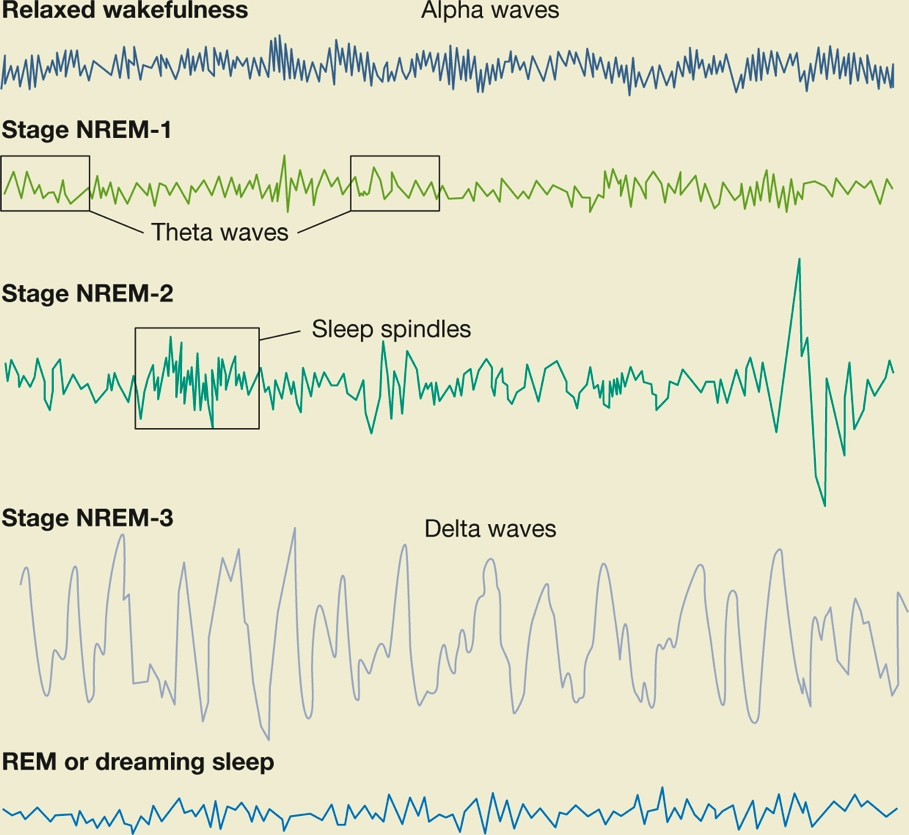 Relaxed wakefulness
Alpha waves
Stage NREM-1
Theta waves
Stage NREM-2
Sleep spindles
Stage NREM-3
Delta waves
REM or dreaming sleep